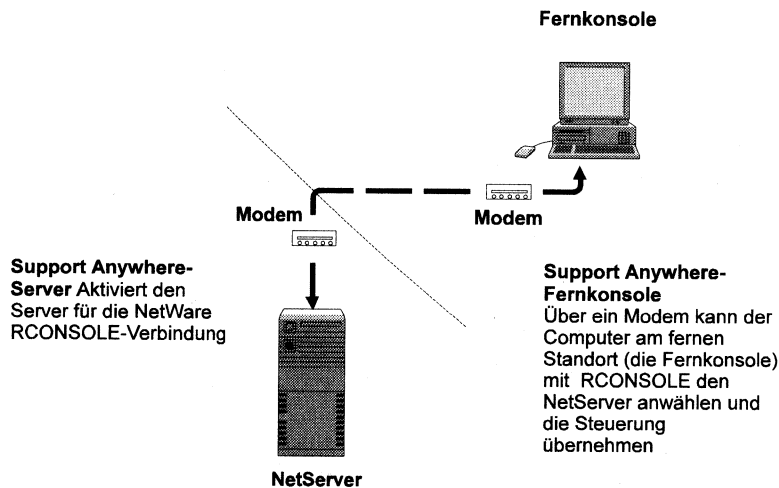 Fernkonsole
Modem
Modem
Support Anywhere-
Server Aktiviert den
Server für die NetWare
RCONSOLE-Verbindung
Support Anywhere-
Fernkonsole
Über ein Modem kann der
Computer am fernen
Standort (die Fernkonsole)
mit RCONSOLE den
NetServer anwählen und
die Steuerung
übernehmen
NetServer